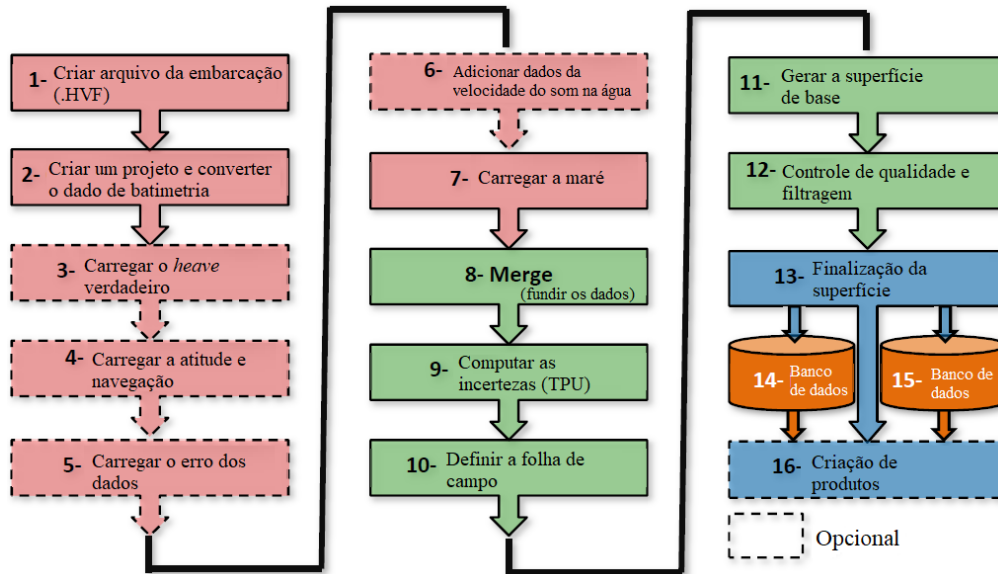 1- Criar arquivo da embarcação
(.HVF)
2- Criar um projeto e converter
o dado de batimetria
3- Carregar o heave
verdadeiro
4- Carregar a atitude e
navegação
5- Carregar o erro dos
dados
6- Adicionar dados da
velocidade do som na água
7- Carregar a maré
8- Merge
(fundir os dados)
9- Computar as
incertezas (TPU)
10- Definir a folha de
campo
11- Gerar a superfície
de base
12- Controle de qualidade e
filtragem
13- Finalização da
superfície
14- Banco
de dados
15- Banco de
dados
16- Criação de
produtos
Opcional